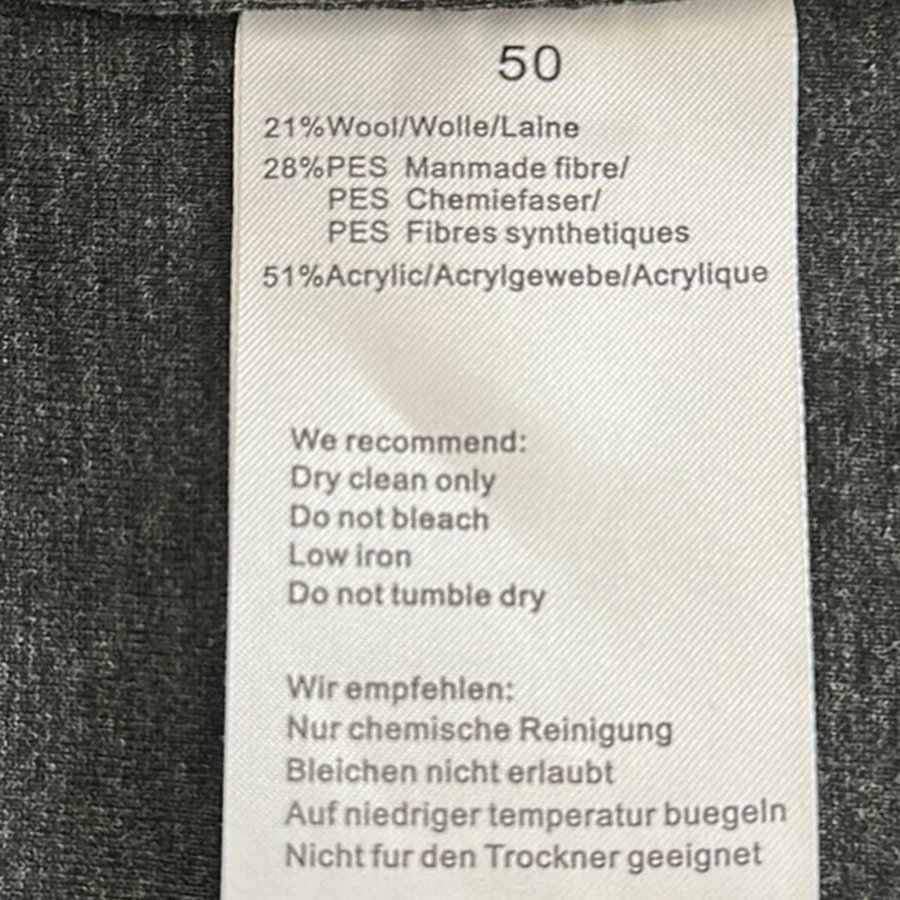 50
21%Wool/Wolle/Laine
28%PES Manmade fibre/
PES Chemiefaser/
PES Fibres synthetiques
51%Acrylic/Acrylgewebe/Acrylique
We recommend:
Dry clean only
Do not bleach
Low iron
Do not tumble dry
Wir empfehlen:
Nur chemische Reinigung
Bleichen nicht erlaubt
Auf niedriger temperatur buegeln
Nicht fur den Trockner geeignet